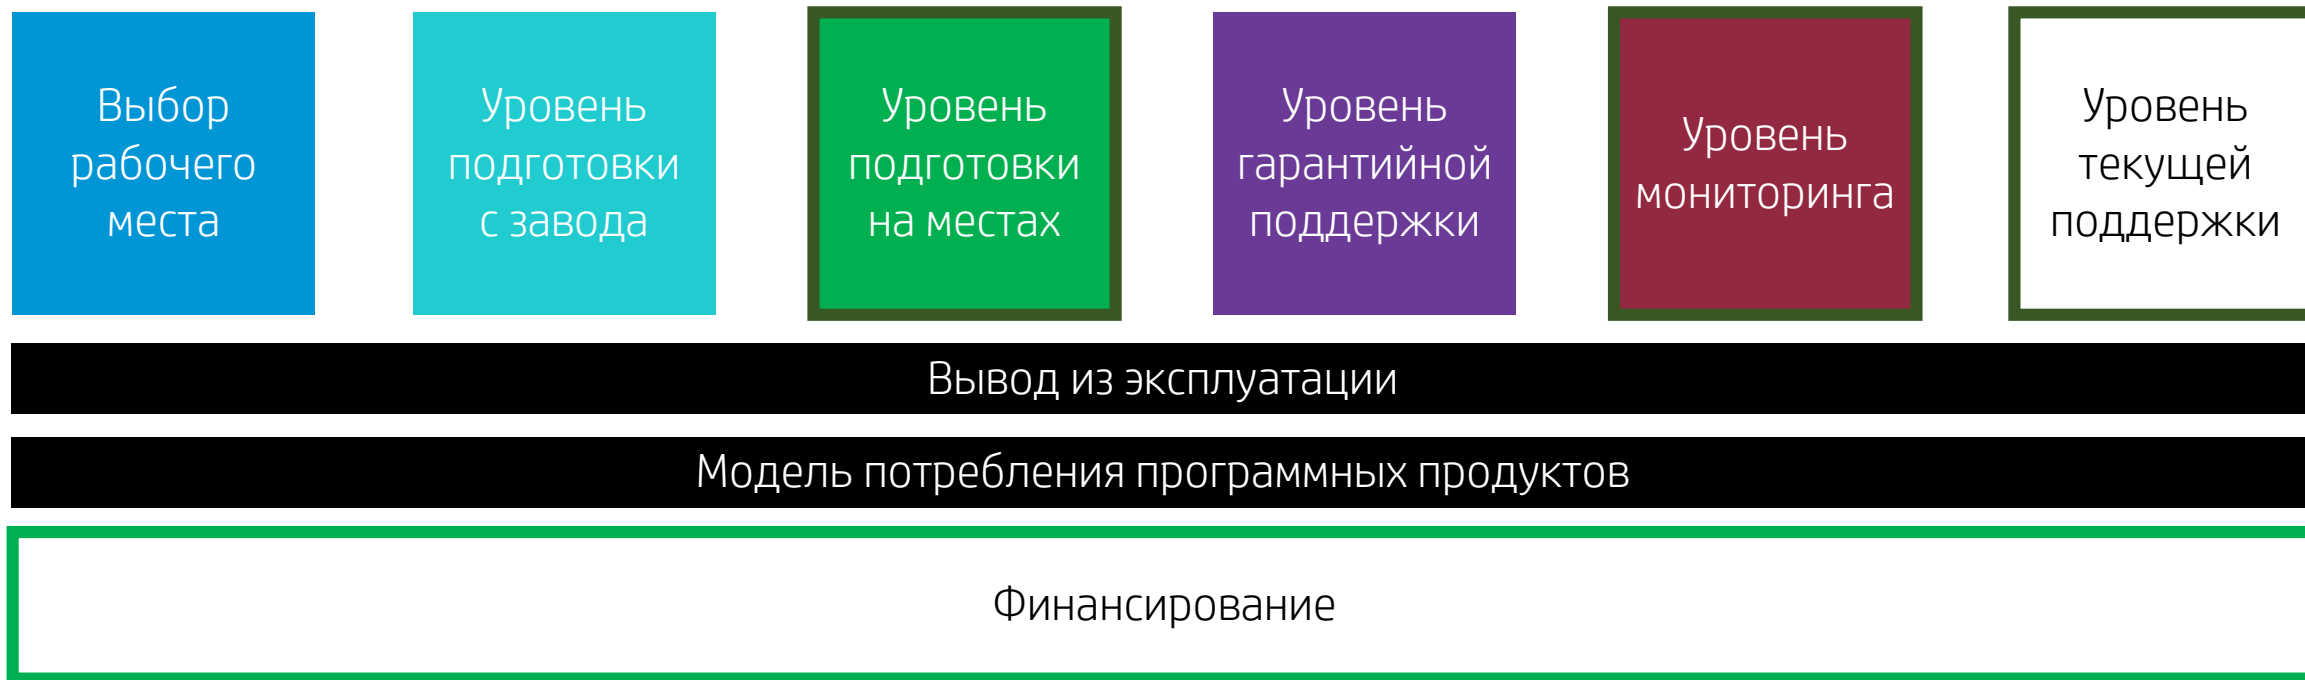 Выбор
рабочего
места
Уровень
подготовки
с завода
Уровень
подготовки
на местах
Уровень
гарантийной
поддержки
Уровень
мониторинга
Уровень
текущей
поддержки
Вывод из эксплуатации
Модель потребления программных продуктов
Финансирование